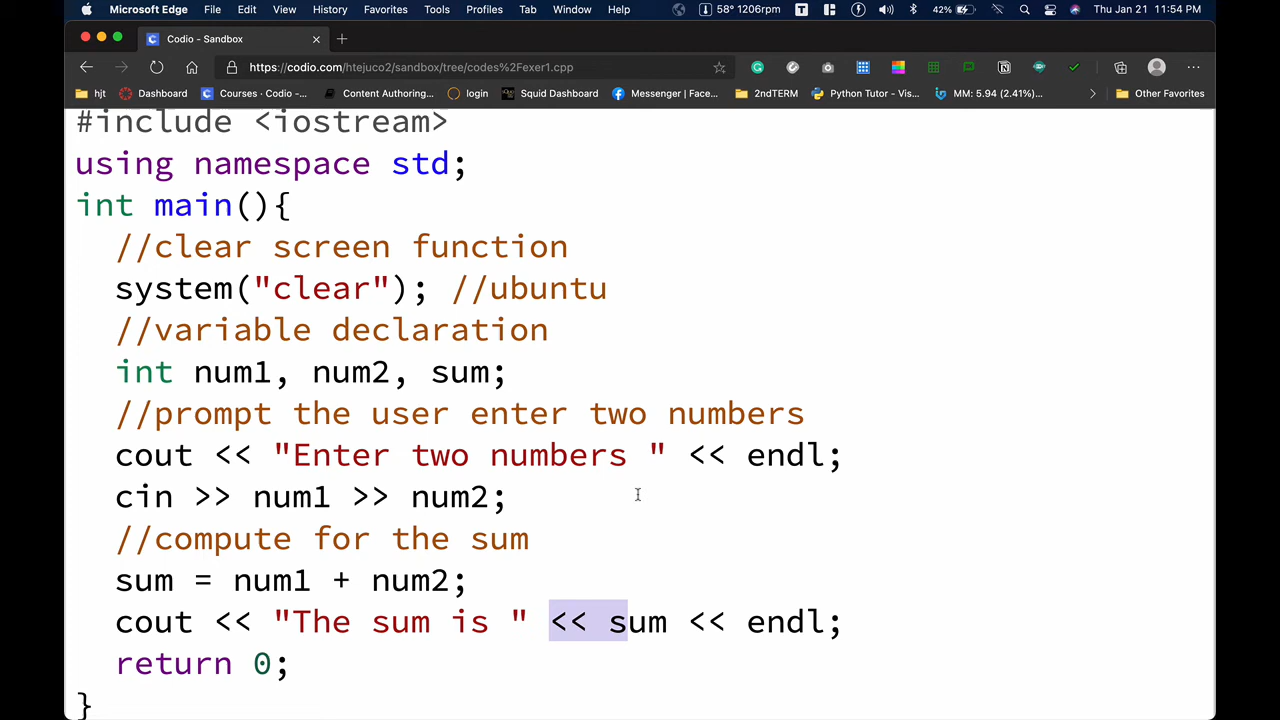 Microsoft Edge File Edit View History Favorites Tools Profiles Tab Window Help 58° 1206rpm T 42% Thu Jan 21 11:54 PM
Codio - Sandbox
https://codio.com/htejuco2/sandbox/tree/codes%2Fexer1.cpp
hjt Dashboard Courses - Codio -... Content Authoring,... login Squid Dashboard Messenger | Face... 2ndTERM Python Tutor - Vis... MM: 5.94 (2.41%)... Other Favorites
#include <iostream>
using namespace std;
int main(){
//clear screen function
system("clear"); //ubuntu
//variable declaration
int num1, num2, sum;
//prompt the user enter two numbers
cout << "Enter two numbers " << endl;
cin >> num1 >> num2;
//compute for the sum
sum = num1 + num2;
cout << "The sum is " << sum << endl;
return 0;
}